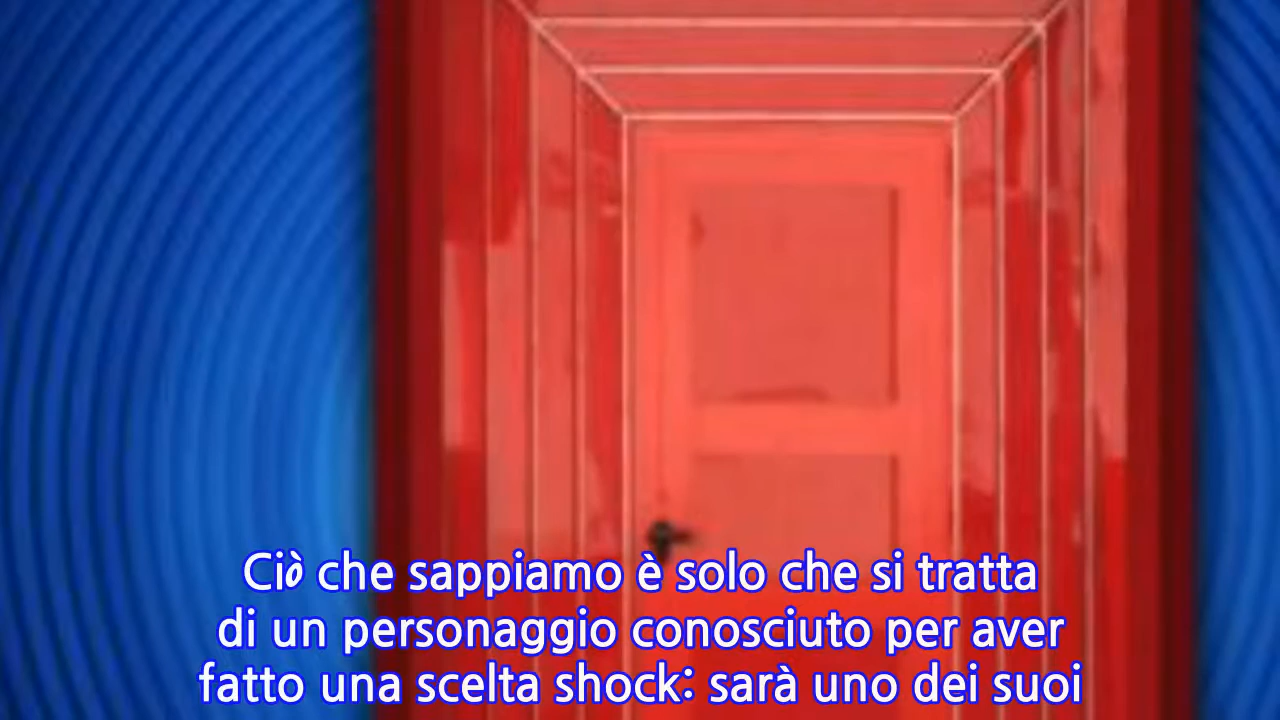 Ciò che sappiamo è solo che si tratta
di un personaggio conosciuto per aver
fatto una scelta shock: sarà uno dei suoi